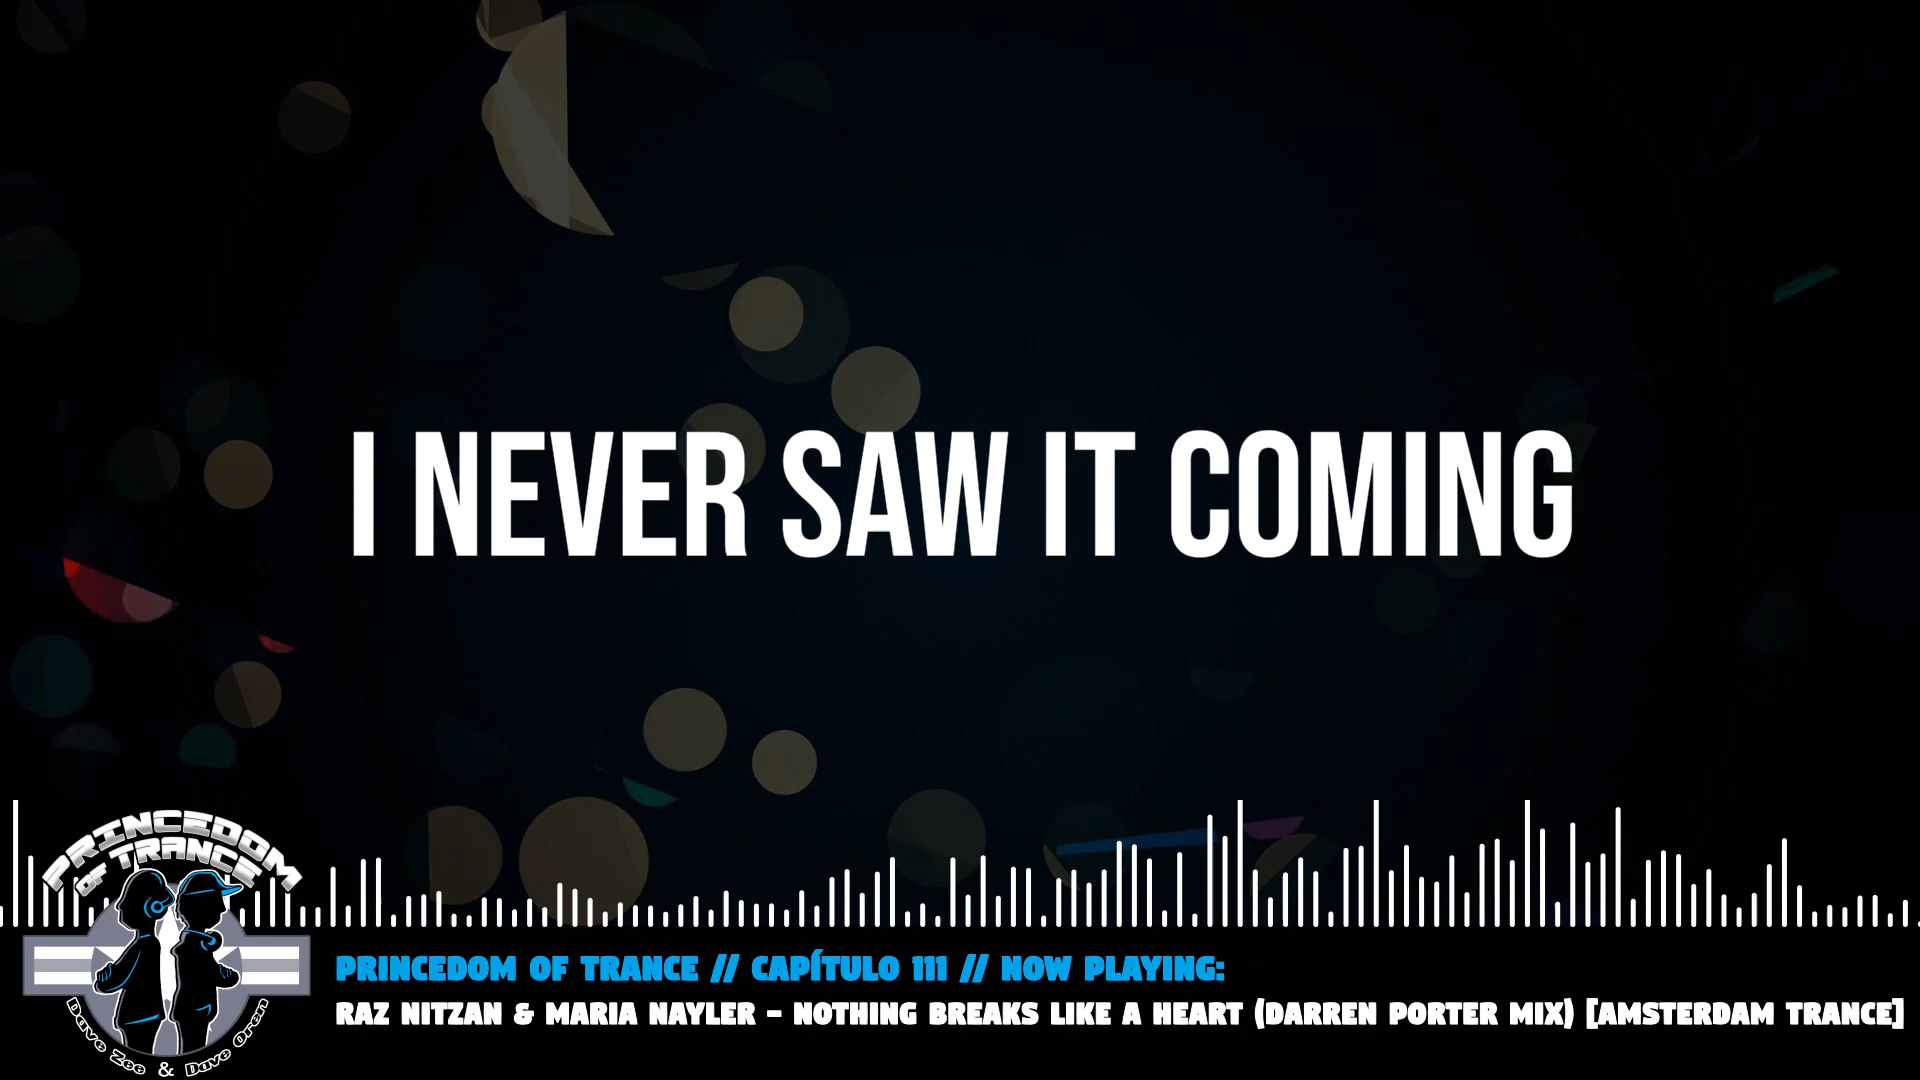 I NEVER SAW IT COMING
PRINCEDOM
OF TRANCE
Dave Zee & Dave Oren
PRINCEDOM OF TRANCE // CAPÍTULO 111 // NOW PLAYING:
RAZ NITZAN & MARIA NAYLER - NOTHING BREAKS LIKE A HEART (DARREN PORTER MIX) [AMSTERDAM TRANCE]